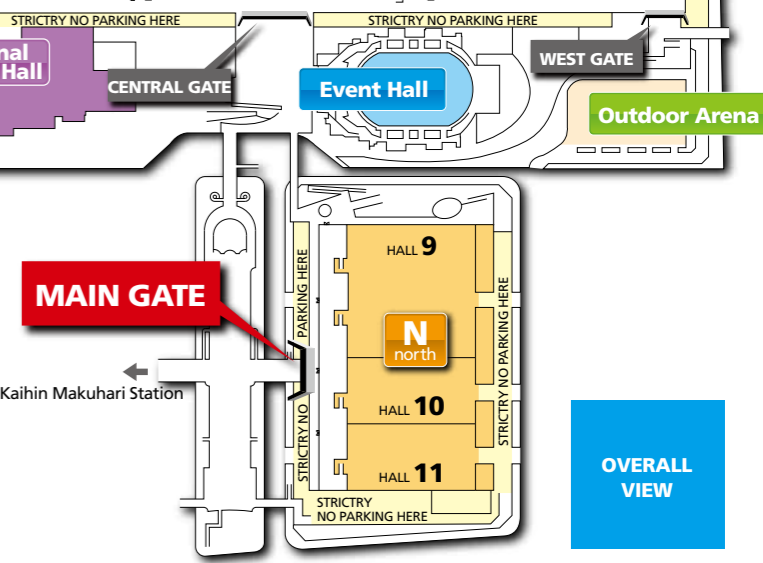 STRICTRY NO PARKING HERE
STRICTRY NO PARKING HERE
nal
Hall
CENTRAL GATE
Event Hall
WEST GATE
Outdoor Arena
HALL 9
STRICTRY NO PARKING HERE
MAIN GATE
N
north
STRICTRY NO PARKING HERE
Kaihin Makuhari Station
HALL 10
HALL 11
STRICTRY
NO PARKING HERE
OVERALL
VIEW